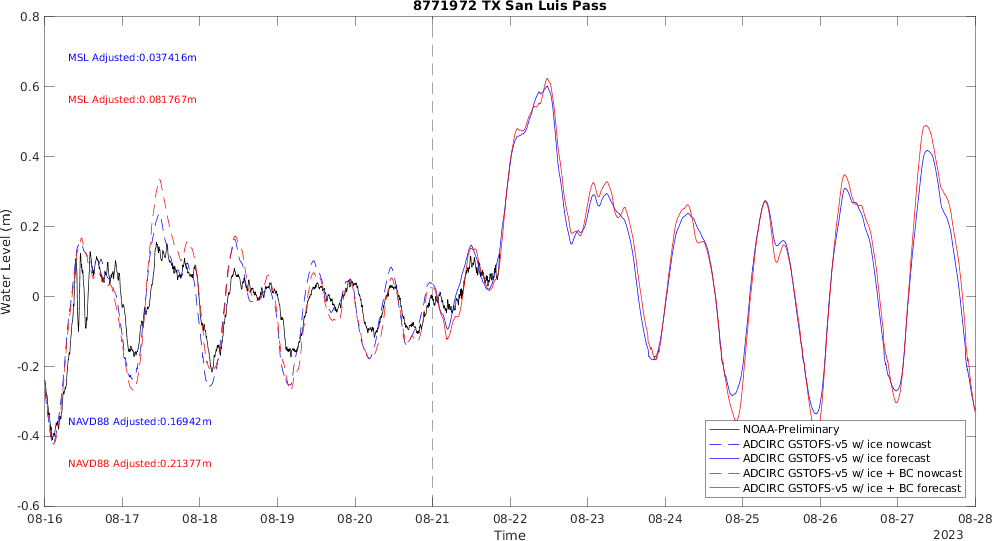 8771972 TX San Luis Pass
0.8
0.6
0.4
0.2
0
-0.2
-0.4
-0.6
Water Level (m)
MSL Adjusted:0.037416m
MSL Adjusted:0.081767m
NAVD88 Adjusted:0.16942m
NAVD88 Adjusted:0.21377m
NOAA-Preliminary
ADCIRC GSTOFS-v5 w/ ice nowcast
ADCIRC GSTOFS-v5 w/ ice forecast
ADCIRC GSTOFS-v5 w/ ice + BC nowcast
ADCIRC GSTOFS-v5 w/ ice + BC forecast
08-16 08-17 08-18 08-19 08-20 08-21 08-22 08-23 08-24 08-25 08-26 08-27 08-28
Time
2023